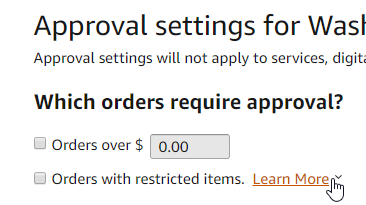 Approval settings for Wash
Approval settings will not apply to services, digita
Which orders require approval?
Orders over $ 0.00
Orders with restricted items. Learn More